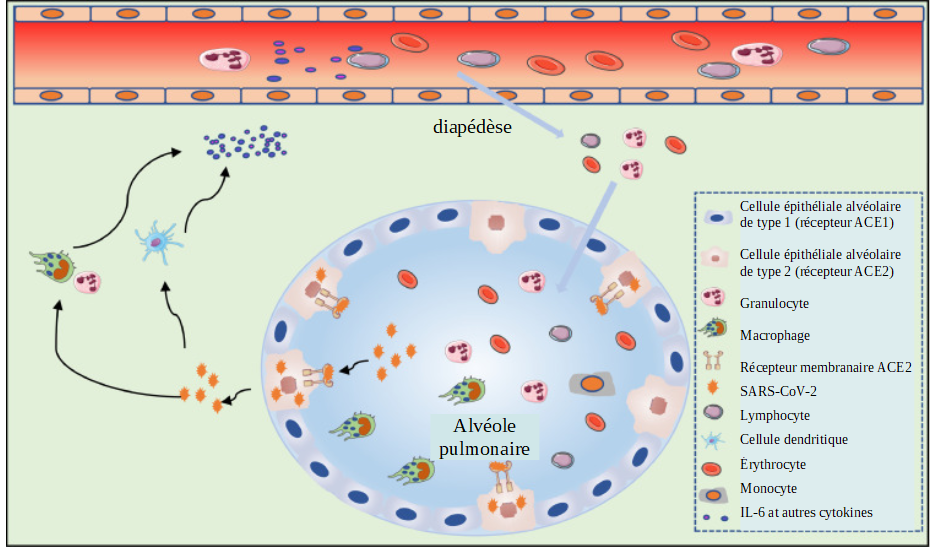 diapédèse
Cellule épithéliale alvéolaire
de type 1 (récepteur ACE1)
Cellule épithéliale alvéolaire
de type 2 (récepteur ACE2)
Granulocyte
Macrophage
Récepteur membranaire ACE2
SARS-CoV-2
Lymphocyte
Cellule dendritique
Érythrocyte
Monocyte
IL-6 at autres cytokines
Alvéole
pulmonaire